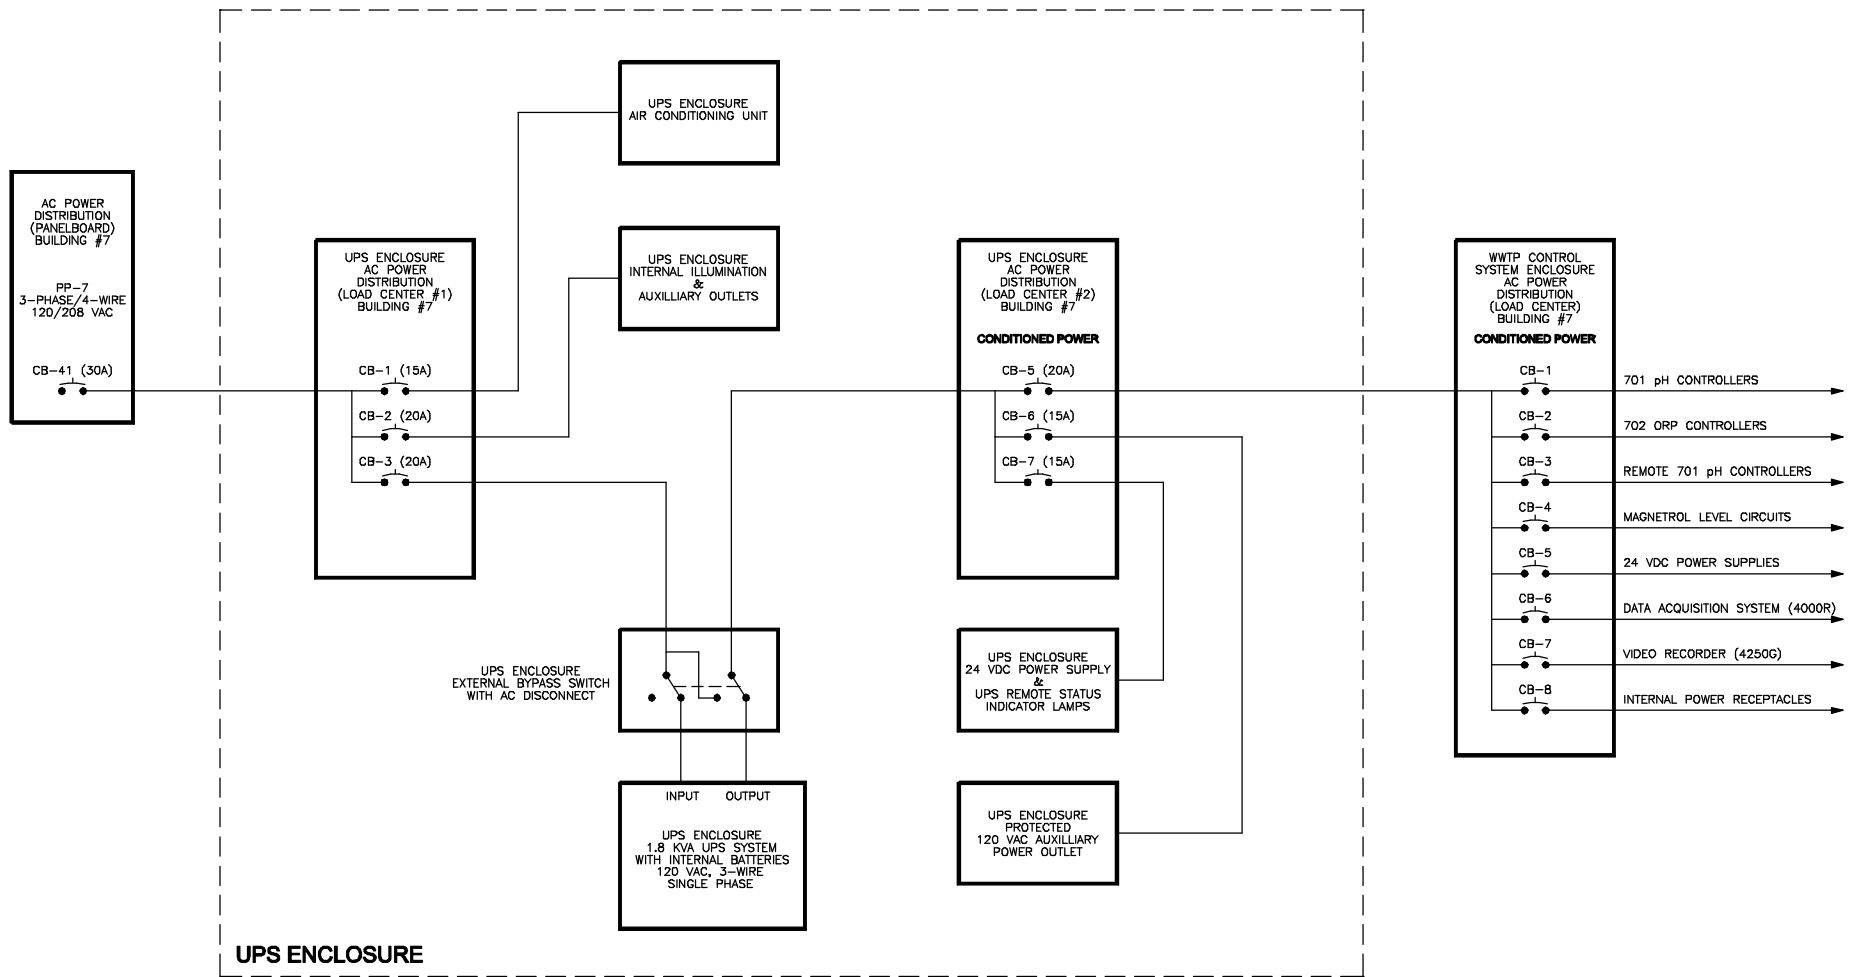 AC POWER
DISTRIBUTION
(PANELBOARD)
BUILDING #7
PP-7
3-PHASE/4-WIRE
120/208 VAC
CB-41 (30A)
UPS ENCLOSURE
AC POWER
DISTRIBUTION
(LOAD CENTER #1)
BUILDING #7
CB-1 (15A)
CB-2 (20A)
CB-3 (20A)
UPS ENCLOSURE
AIR CONDITIONING UNIT
UPS ENCLOSURE
INTERNAL ILLUMINATION
&
AUXILLIARY OUTLETS
UPS ENCLOSURE
EXTERNAL BYPASS SWITCH
WITH AC DISCONNECT
INPUT
OUTPUT
UPS ENCLOSURE
1.8 KVA UPS SYSTEM
WITH INTERNAL BATTERIES
120 VAC, 3-WIRE
SINGLE PHASE
UPS ENCLOSURE
AC POWER
DISTRIBUTION
(LOAD CENTER #2)
BUILDING #7
CONDITIONED POWER
CB-5 (20A)
CB-6 (15A)
CB-7 (15A)
UPS ENCLOSURE
24 VDC POWER SUPPLY
&
UPS REMOTE STATUS
INDICATOR LAMPS
UPS ENCLOSURE
PROTECTED
120 VAC AUXILLIARY
POWER OUTLET
WWTP CONTROL
SYSTEM ENCLOSURE
AC POWER
DISTRIBUTION
(LOAD CENTER)
BUILDING #7
CONDITIONED POWER
CB-1
701 pH CONTROLLERS
CB-2
702 ORP CONTROLLERS
CB-3
REMOTE 701 pH CONTROLLERS
CB-4
MAGNETROL LEVEL CIRCUITS
CB-5
24 VDC POWER SUPPLIES
CB-6
DATA ACQUISITION SYSTEM (4000R)
CB-7
VIDEO RECORDER (4250G)
CB-8
INTERNAL POWER RECEPTACLES
UPS ENCLOSURE